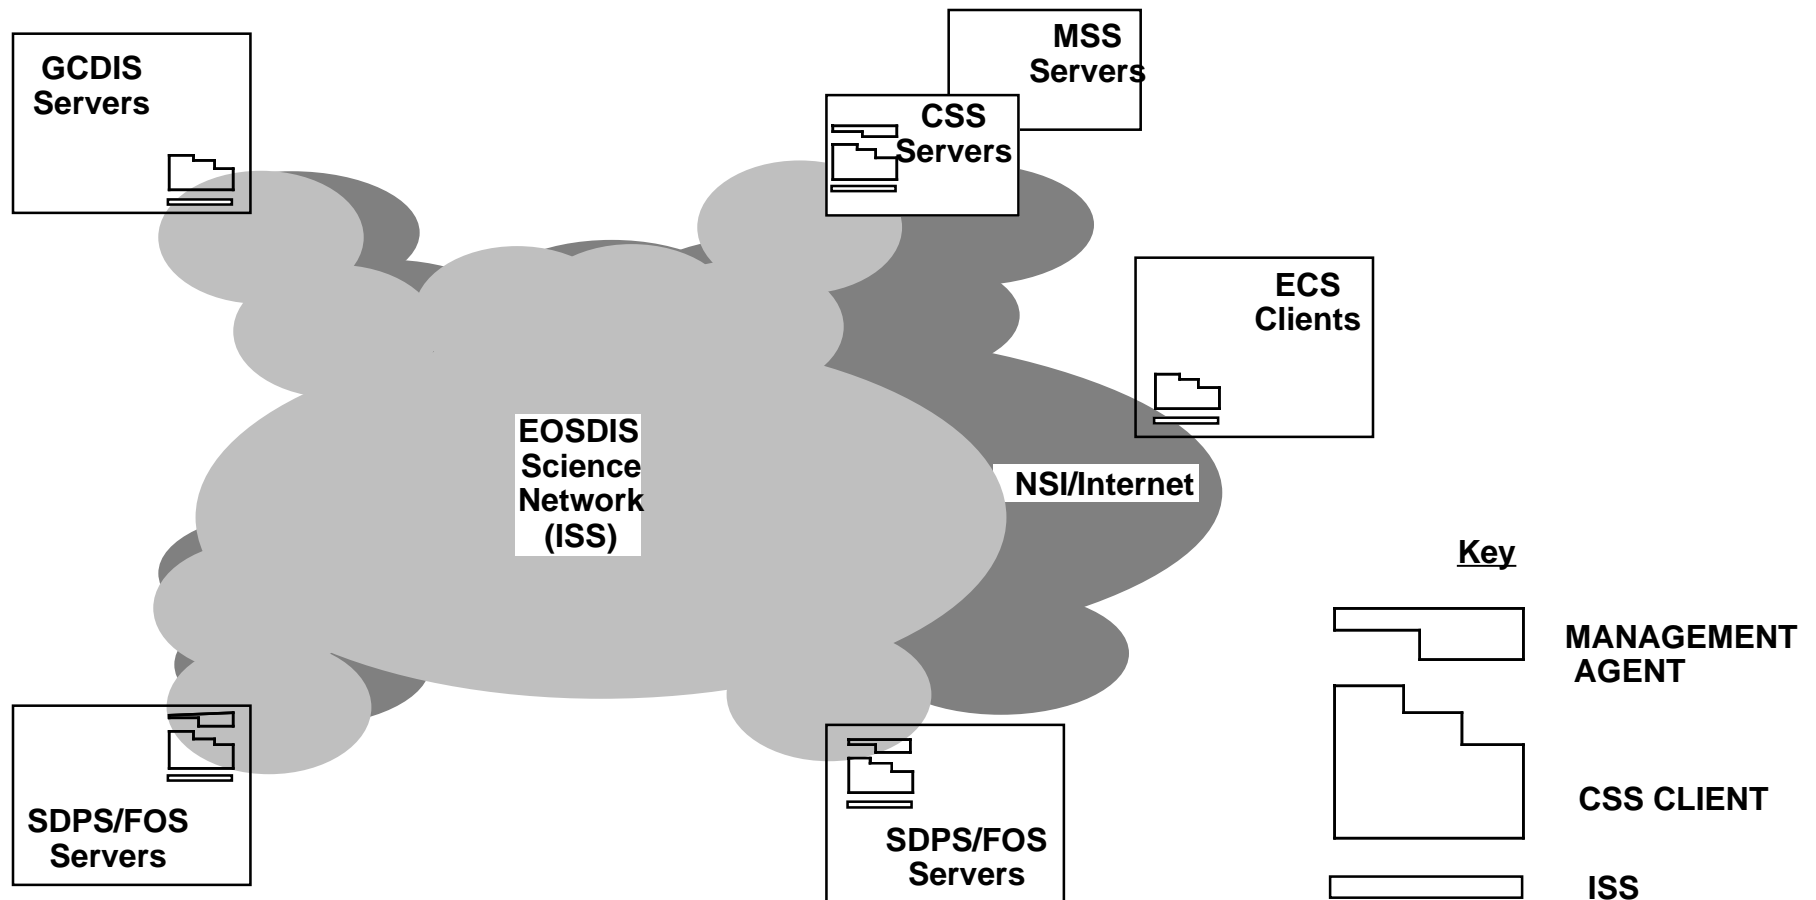 GCDIS
Servers
MSS
Servers
CSS
Servers
ECS
Clients
EOSDIS
Science
Network
(ISS)
NSI/Internet
SDPS/FOS
Servers
SDPS/FOS
Servers
Key
MANAGEMENT
AGENT
CSS CLIENT
ISS